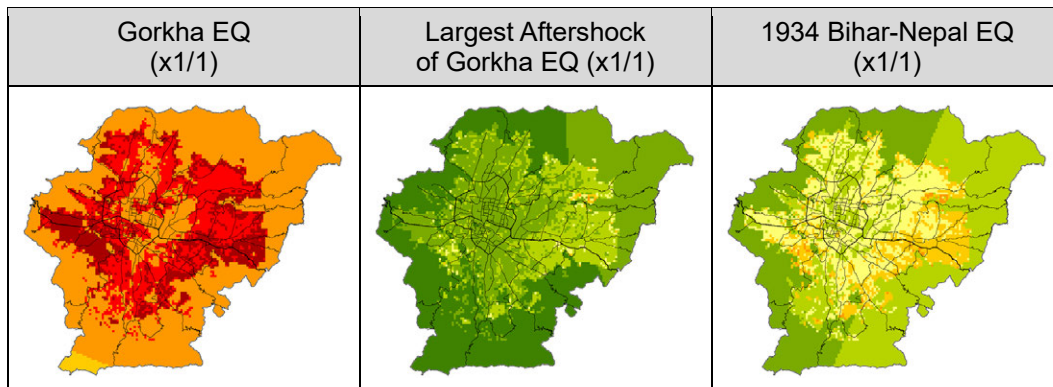 Gorkha EQ
(x1/1)
Largest Aftershock
of Gorkha EQ (x1/1)
1934 Bihar-Nepal EQ
(x1/1)